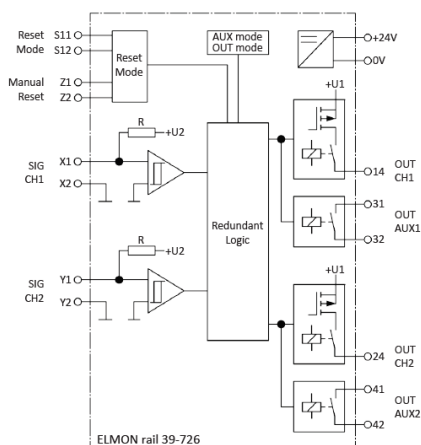 Reset S11
Mode S12
Manual Z1
Reset Z2
Reset
Mode
AUX mode
OUT mode
+24V
0V
+U1
14 OUT
CH1
31
OUT
AUX1
32
R
+U2
SIG
CH1
X1
X2
Redundant
Logic
R
+U2
SIG
CH2
Y1
Y2
+U1
24 OUT
CH2
41
OUT
AUX2
42
ELMON rail 39-726